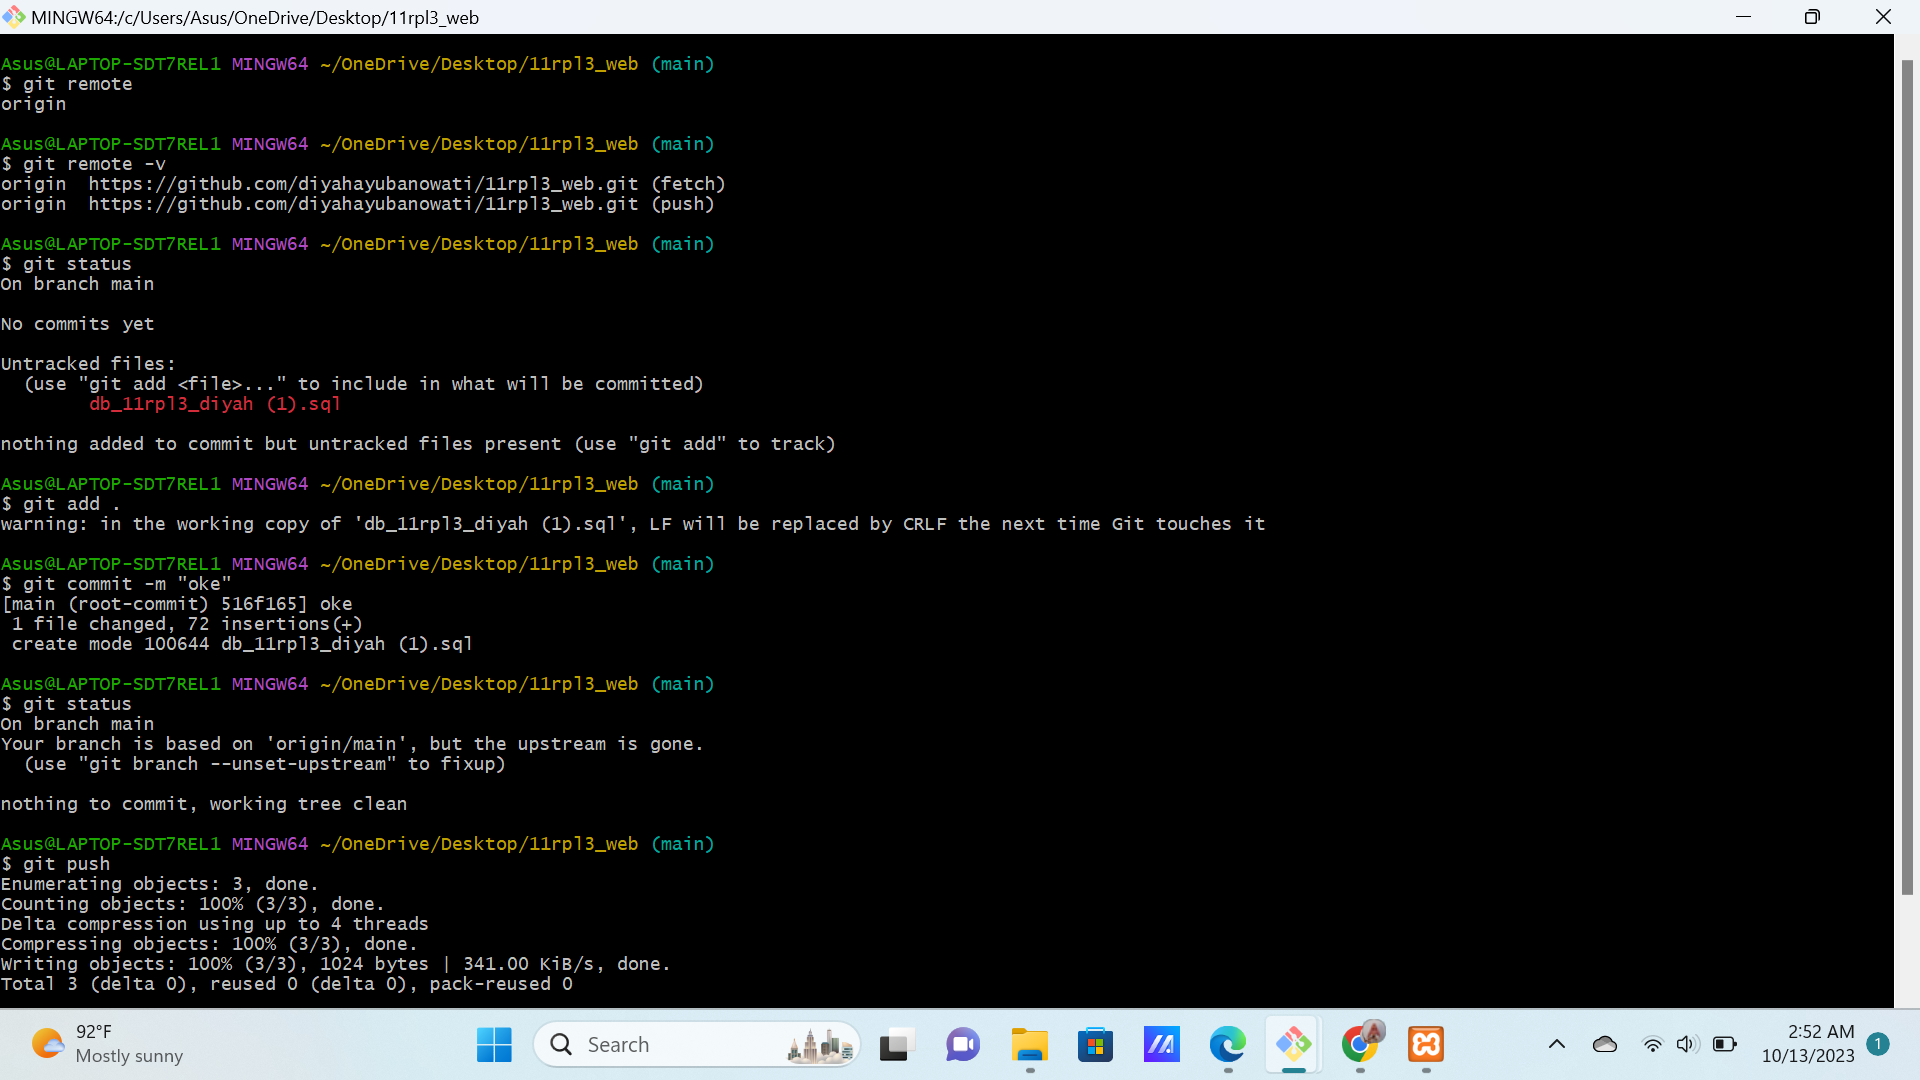 MINGW64:/c/Users/Asus/OneDrive/Desktop/11rpl3_web
Asus@LAPTOP-SDT7REL1 MINGW64 ~/OneDrive/Desktop/11rpl3_web (main)
$ git remote
origin
Asus@LAPTOP-SDT7REL1 MINGW64 ~/OneDrive/Desktop/11rpl3_web (main)
$ git remote -v
origin  https://github.com/diyahayubanowati/11rpl3_web.git (fetch)
origin  https://github.com/diyahayubanowati/11rpl3_web.git (push)
Asus@LAPTOP-SDT7REL1 MINGW64 ~/OneDrive/Desktop/11rpl3_web (main)
$ git status
On branch main
No commits yet
Untracked files:
  (use "git add <file>..." to include in what will be committed)
        db_11rpl3_diyah (1).sql
nothing added to commit but untracked files present (use "git add" to track)
Asus@LAPTOP-SDT7REL1 MINGW64 ~/OneDrive/Desktop/11rpl3_web (main)
$ git add .
warning: in the working copy of 'db_11rpl3_diyah (1).sql', LF will be replaced by CRLF the next time Git touches it
Asus@LAPTOP-SDT7REL1 MINGW64 ~/OneDrive/Desktop/11rpl3_web (main)
$ git commit -m "oke"
[main (root-commit) 516f165] oke
 1 file changed, 72 insertions(+)
 create mode 100644 db_11rpl3_diyah (1).sql
Asus@LAPTOP-SDT7REL1 MINGW64 ~/OneDrive/Desktop/11rpl3_web (main)
$ git status
On branch main
Your branch is based on 'origin/main', but the upstream is gone.
  (use "git branch --unset-upstream" to fixup)
nothing to commit, working tree clean
Asus@LAPTOP-SDT7REL1 MINGW64 ~/OneDrive/Desktop/11rpl3_web (main)
$ git push
Enumerating objects: 3, done.
Counting objects: 100% (3/3), done.
Delta compression using up to 4 threads
Compressing objects: 100% (3/3), done.
Writing objects: 100% (3/3), 1024 bytes | 341.00 KiB/s, done.
Total 3 (delta 0), reused 0 (delta 0), pack-reused 0
92°F
Mostly sunny
Search
2:52 AM
10/13/2023
1